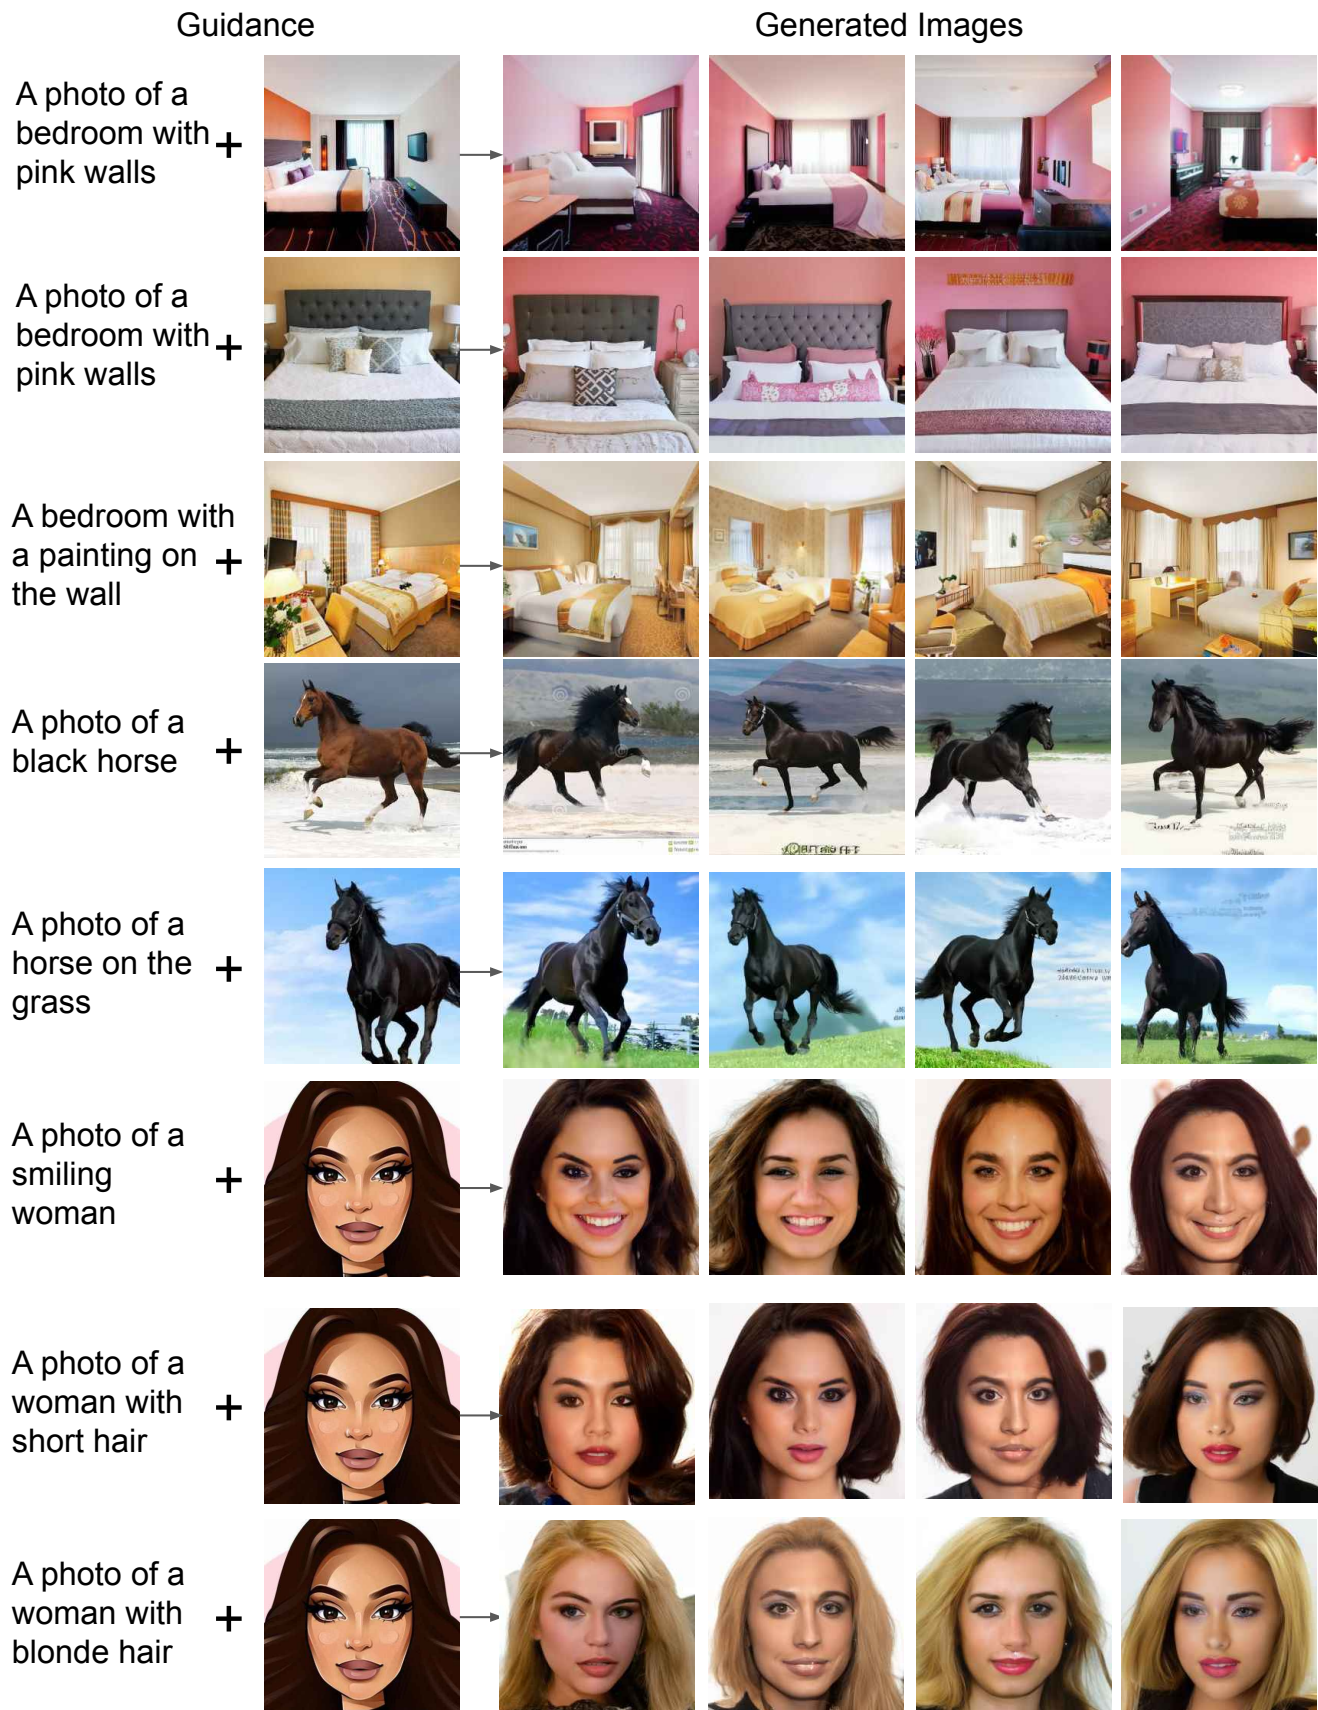 Guidance
Generated Images
A photo of a
bedroom with
pink walls
+
A photo of a
bedroom with
pink walls
+
A bedroom with
a painting on
the wall
+
A photo of a
black horse
+
A photo of a
horse on the
grass
+
A photo of a
smiling
woman
+
A photo of a
woman with
short hair
+
A photo of a
woman with
blonde hair
+